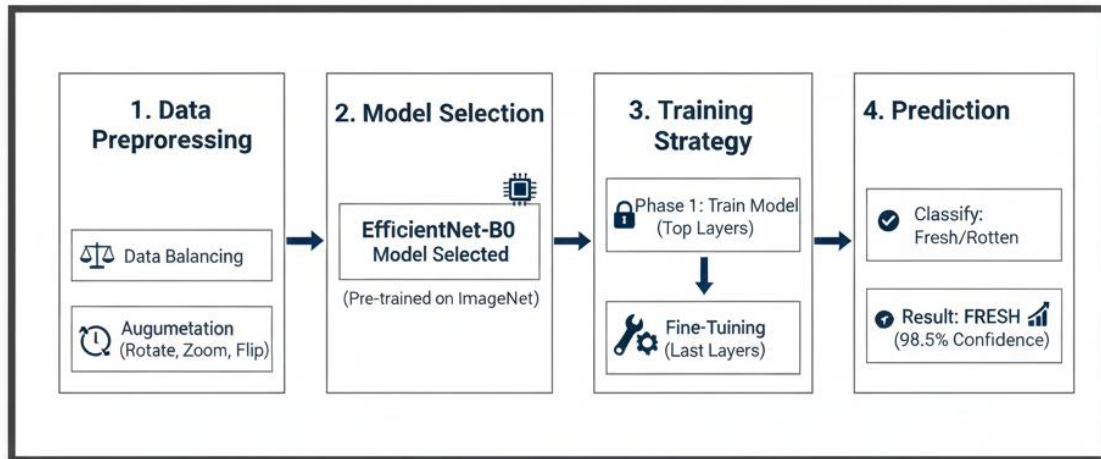 1. Data
Preproressing
Data Balancing
Augumetation
(Rotate, Zoom, Flip)
2. Model Selection
EfficientNet-B0
Model Selected
(Pre-trained on ImageNet)
3. Training
Strategy
Phase 1: Train Model
(Top Layers)
Fine-Tuining
(Last Layers)
4. Prediction
Classify:
Fresh/Rotten
Result: FRESH
(98.5% Confidence)